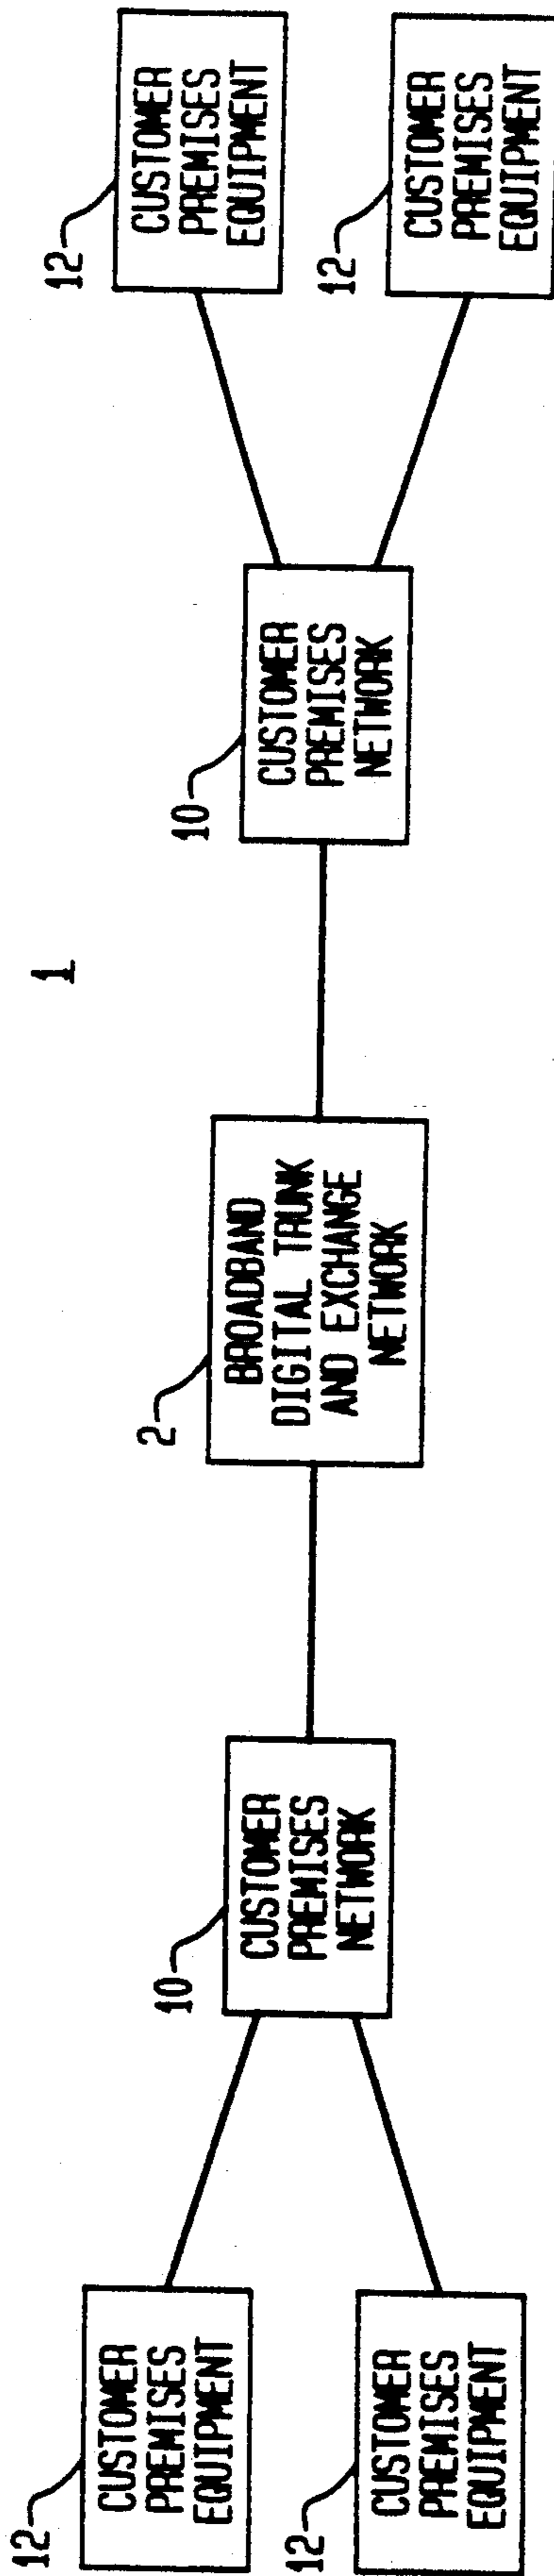 1
12
CUSTOMER
PREMISES
EQUIPMENT
12
CUSTOMER
PREMISES
EQUIPMENT
10
CUSTOMER
PREMISES
NETWORK
2
BROADBAND
DIGITAL TRUNK
AND EXCHANGE
NETWORK
10
CUSTOMER
PREMISES
NETWORK
12
CUSTOMER
PREMISES
EQUIPMENT
12
CUSTOMER
PREMISES
EQUIPMENT